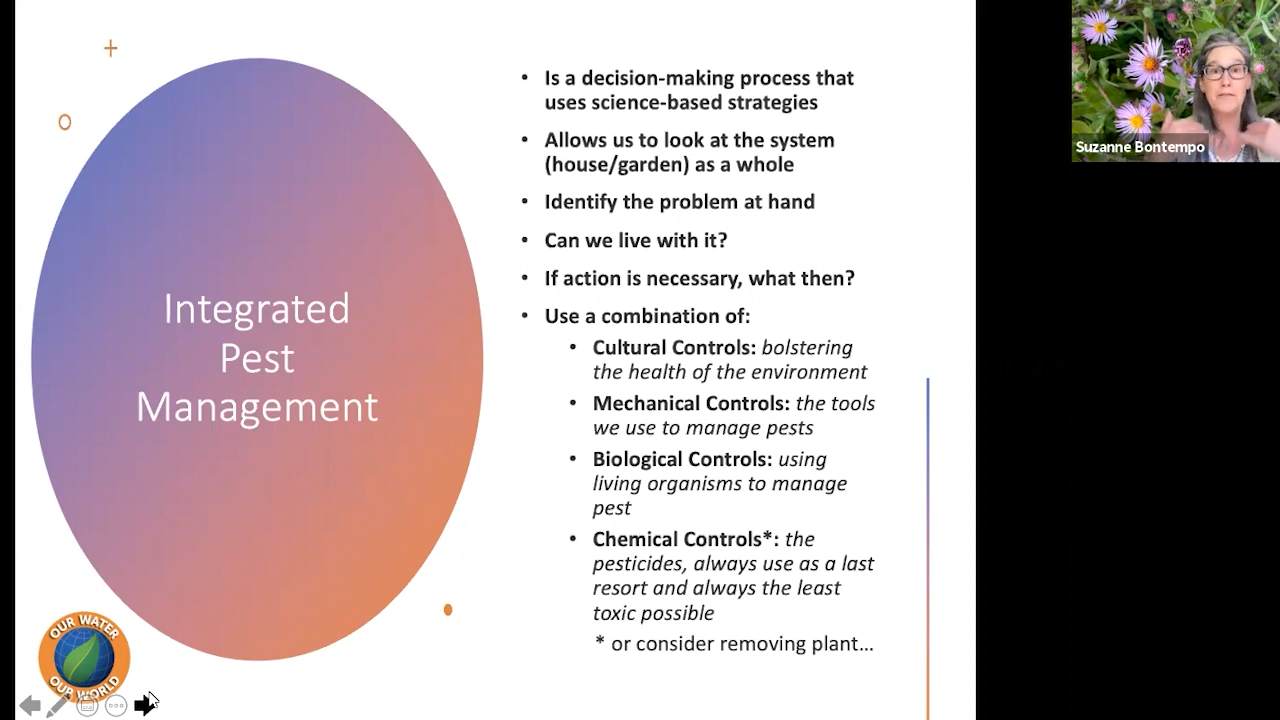 Integrated
Pest
Management
• Is a decision-making process that
uses science-based strategies
• Allows us to look at the system
(house/garden) as a whole
• Identify the problem at hand
• Can we live with it?
• If action is necessary, what then?
• Use a combination of:
• Cultural Controls: bolstering
the health of the environment
• Mechanical Controls: the tools
we use to manage pests
• Biological Controls: using
living organisms to manage
pest
• Chemical Controls*: the
pesticides, always use as a last
resort and always the least
toxic possible
* or consider removing plant...
OUR WATER
OUR WORLD
Suzanne Bontempo